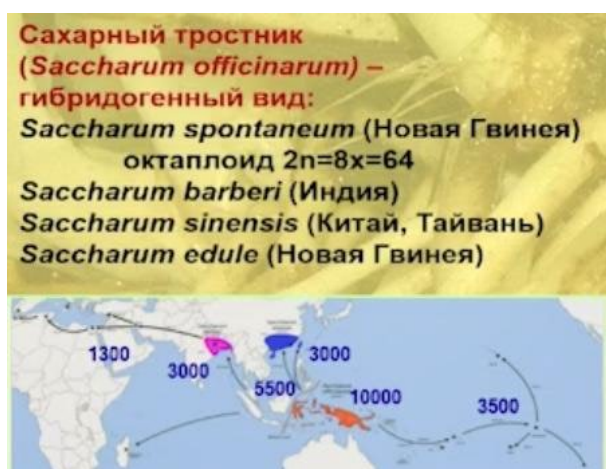 Сахарный тростник
(Saccharum officinarum) –
гибридогенный вид:
Saccharum spontaneum (Новая Гвинея)
октаплоид 2n=8x=64
Saccharum barberi (Индия)
Saccharum sinensis (Китай, Тайвань)
Saccharum edule (Новая Гвинея)
1300
3000
3000
5500
10000
3500